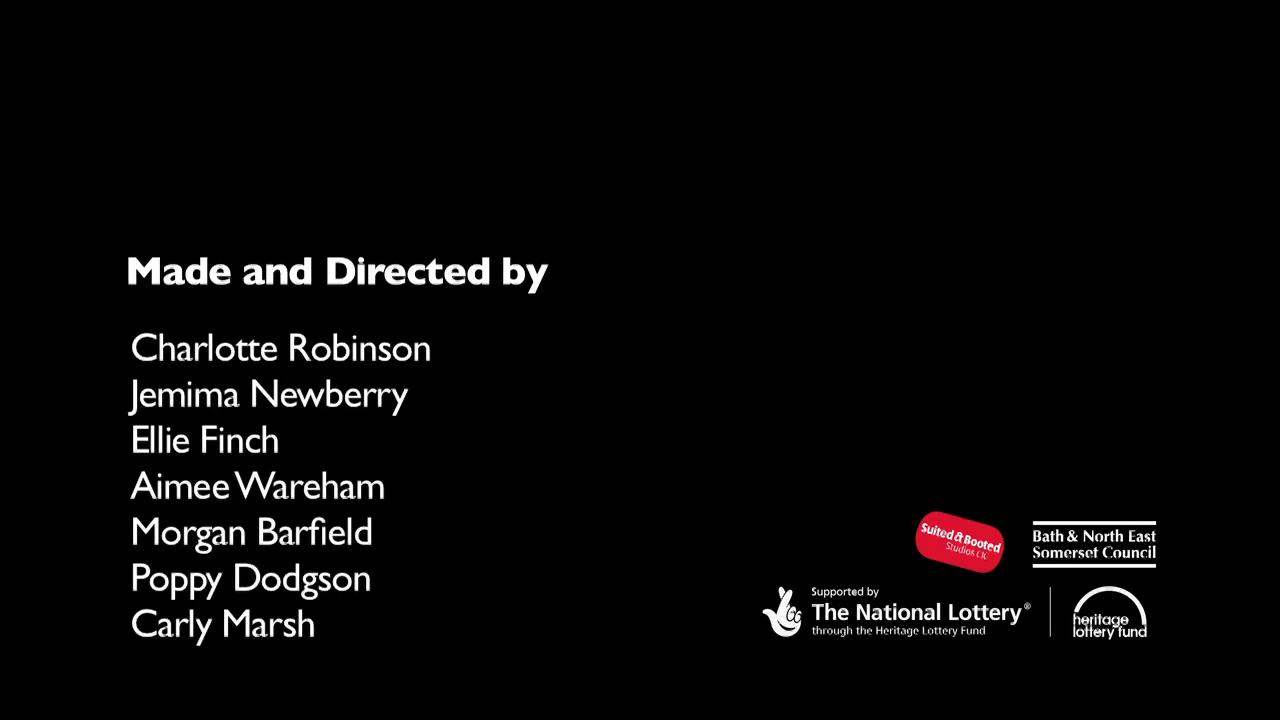 Made and Directed by
Charlotte Robinson
Jemima Newberry
Ellie Finch
Aimee Wareham
Morgan Barfield
Poppy Dodgson
Carly Marsh
Suited & Booted
Studios CIC
Bath & North East
Somerset Council
Supported by
The National Lottery®
through the Heritage Lottery Fund
heritage
lottery fund